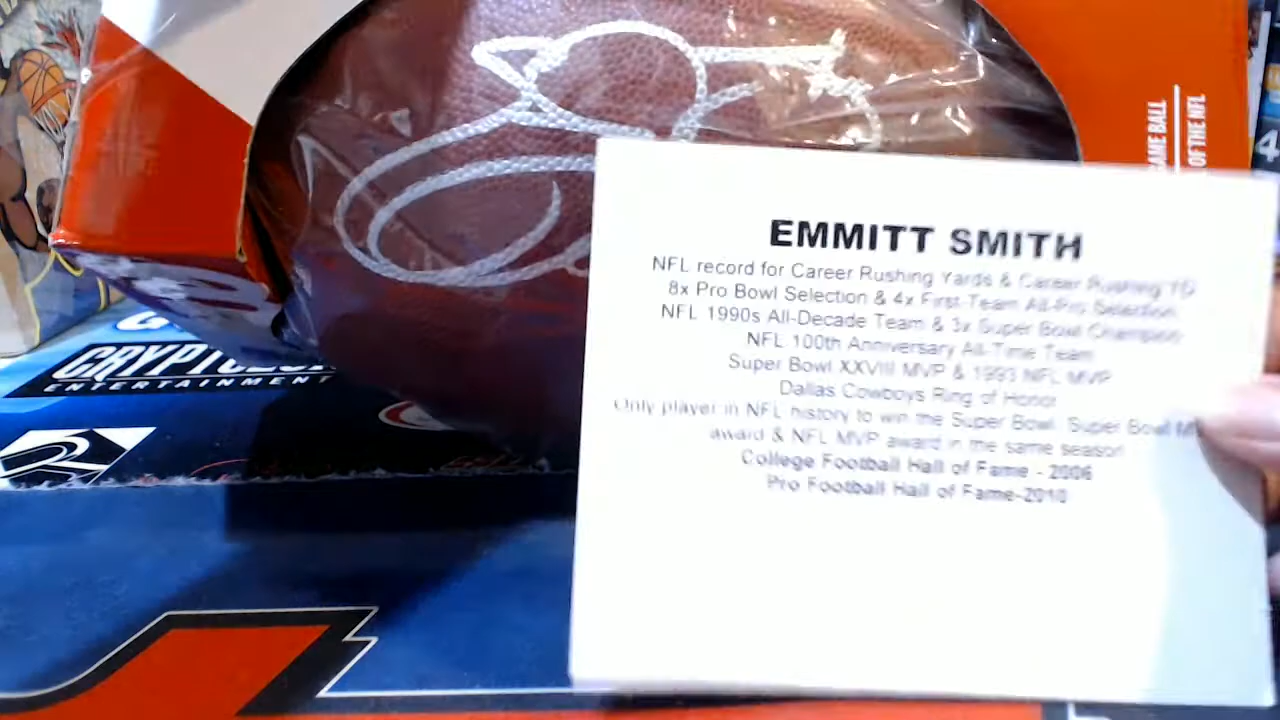 GAME BALL
OF THE NFL
EMMITT SMITH
NFL record for Career Rushing Yards & Career Rushing TD
8x Pro Bowl Selection & 4x First-Team All-Pro Selection
NFL 1990s All-Decade Team & 3x Super Bowl Champion
NFL 100th Anniversary All-Time Team
Super Bowl XXVIII MVP & 1993 NFL MVP
Dallas Cowboys Ring of Honor
Only player in NFL history to win the Super Bowl, Super Bowl
award & NFL MVP award in the same season
College Football Hall of Fame - 2006
Pro Football Hall of Fame-2010
ENTERTAINMENT